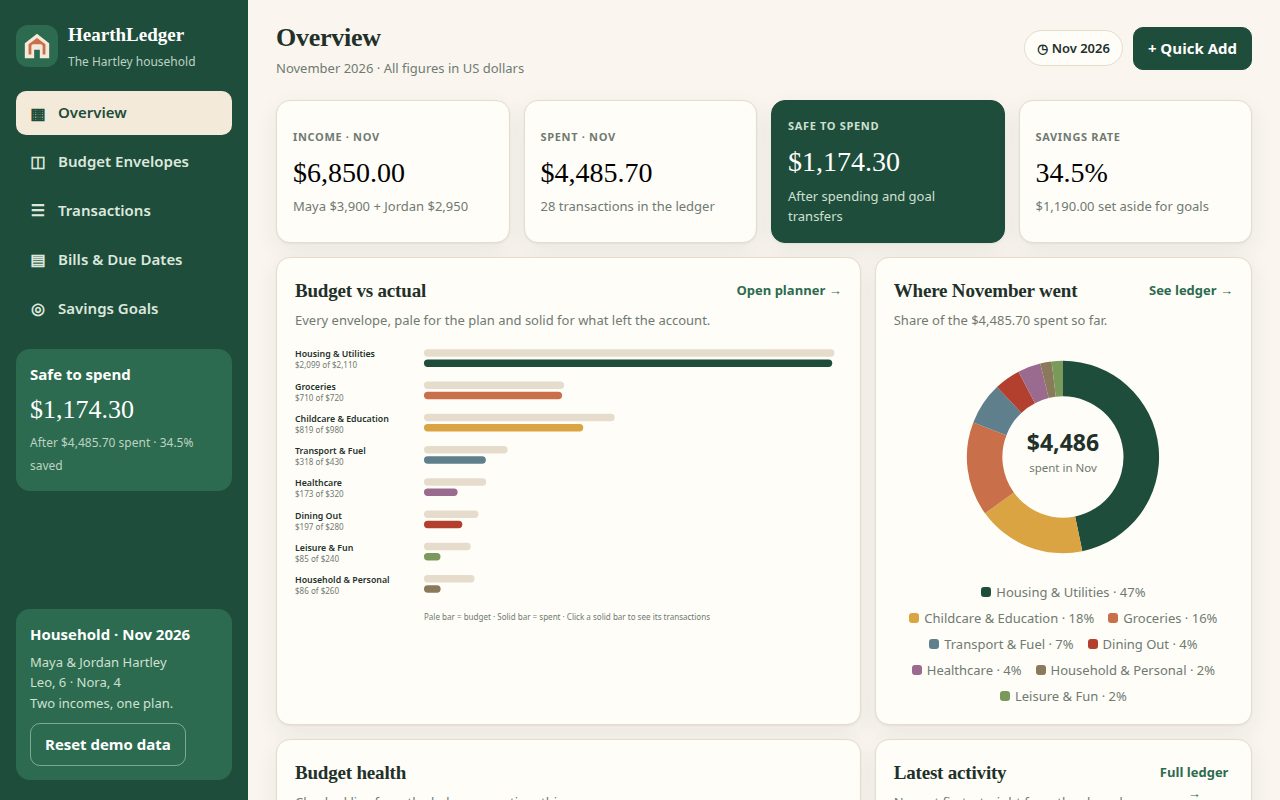 HearthLedger
The Hartley household
Overview
Budget Envelopes
Transactions
Bills & Due Dates
Savings Goals
Safe to spend
$1,174.30
After $4,485.70 spent · 34.5%
saved
Household · Nov 2026
Maya & Jordan Hartley
Leo, 6 · Nora, 4
Two incomes, one plan.
Reset demo data
Overview
November 2026 · All figures in US dollars
Nov 2026
+ Quick Add
INCOME · NOV
$6,850.00
Maya $3,900 + Jordan $2,950
SPENT · NOV
$4,485.70
28 transactions in the ledger
SAFE TO SPEND
$1,174.30
After spending and goal
transfers
SAVINGS RATE
34.5%
$1,190.00 set aside for goals
Budget vs actual
Open planner →
Every envelope, pale for the plan and solid for what left the account.
Housing & Utilities
$2,099 of $2,110
Groceries
$710 of $720
Childcare & Education
$819 of $980
Transport & Fuel
$318 of $430
Healthcare
$173 of $320
Dining Out
$197 of $280
Leisure & Fun
$85 of $240
Household & Personal
$86 of $260
Pale bar = budget · Solid bar = spent · Click a solid bar to see its transactions
Where November went
See ledger →
Share of the $4,485.70 spent so far.
$4,486
spent in Nov
Housing & Utilities · 47%
Childcare & Education · 18%
Groceries · 16%
Transport & Fuel · 7%
Dining Out · 4%
Healthcare · 4%
Household & Personal · 2%
Leisure & Fun · 2%
Budget health
Latest activity
Full ledger
→